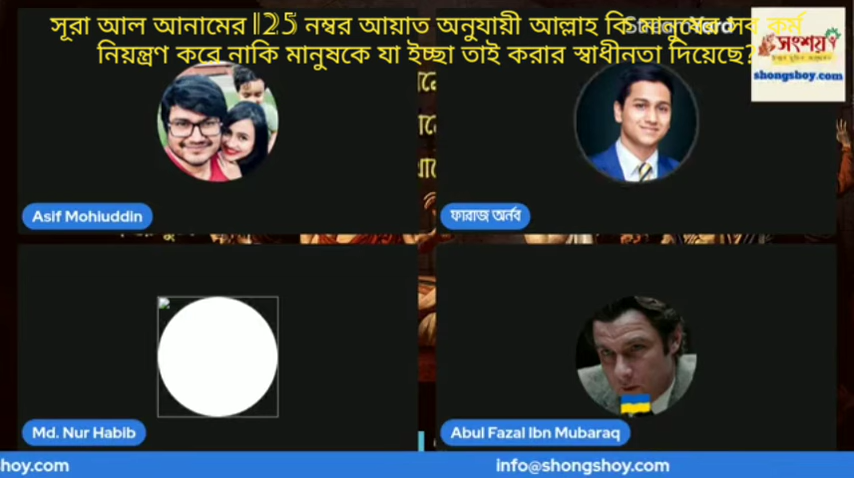 সূরা আল আনামের 125 নম্বর আয়াত অনুযায়ী আল্লাহ কি মানুষের সব কর্ম
নিয়ন্ত্রণ করে নাকি মানুষকে যা ইচ্ছা তাই করার স্বাধীনতা দিয়েছে?
সংশয়
shongshoy.com
Asif Mohiuddin
ফারাজ অর্নব
Md. Nur Habib
Abul Fazal Ibn Mubaraq
hoy.com
info@shongshoy.com